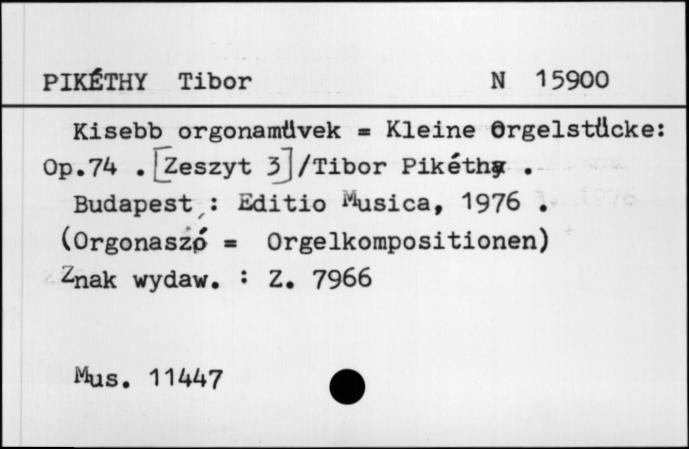 PIKÉTHY Tibor N 15900
Kisebb orgonaművek = Kleine Orgelstücke:
Op.74 . [Zeszyt 3]/Tibor Pikéthy .
Budapest : Editio Musica, 1976 .
(Orgonaszó = Orgelkompositionen)
Znak wydaw. : Z. 7966
Mus. 11447